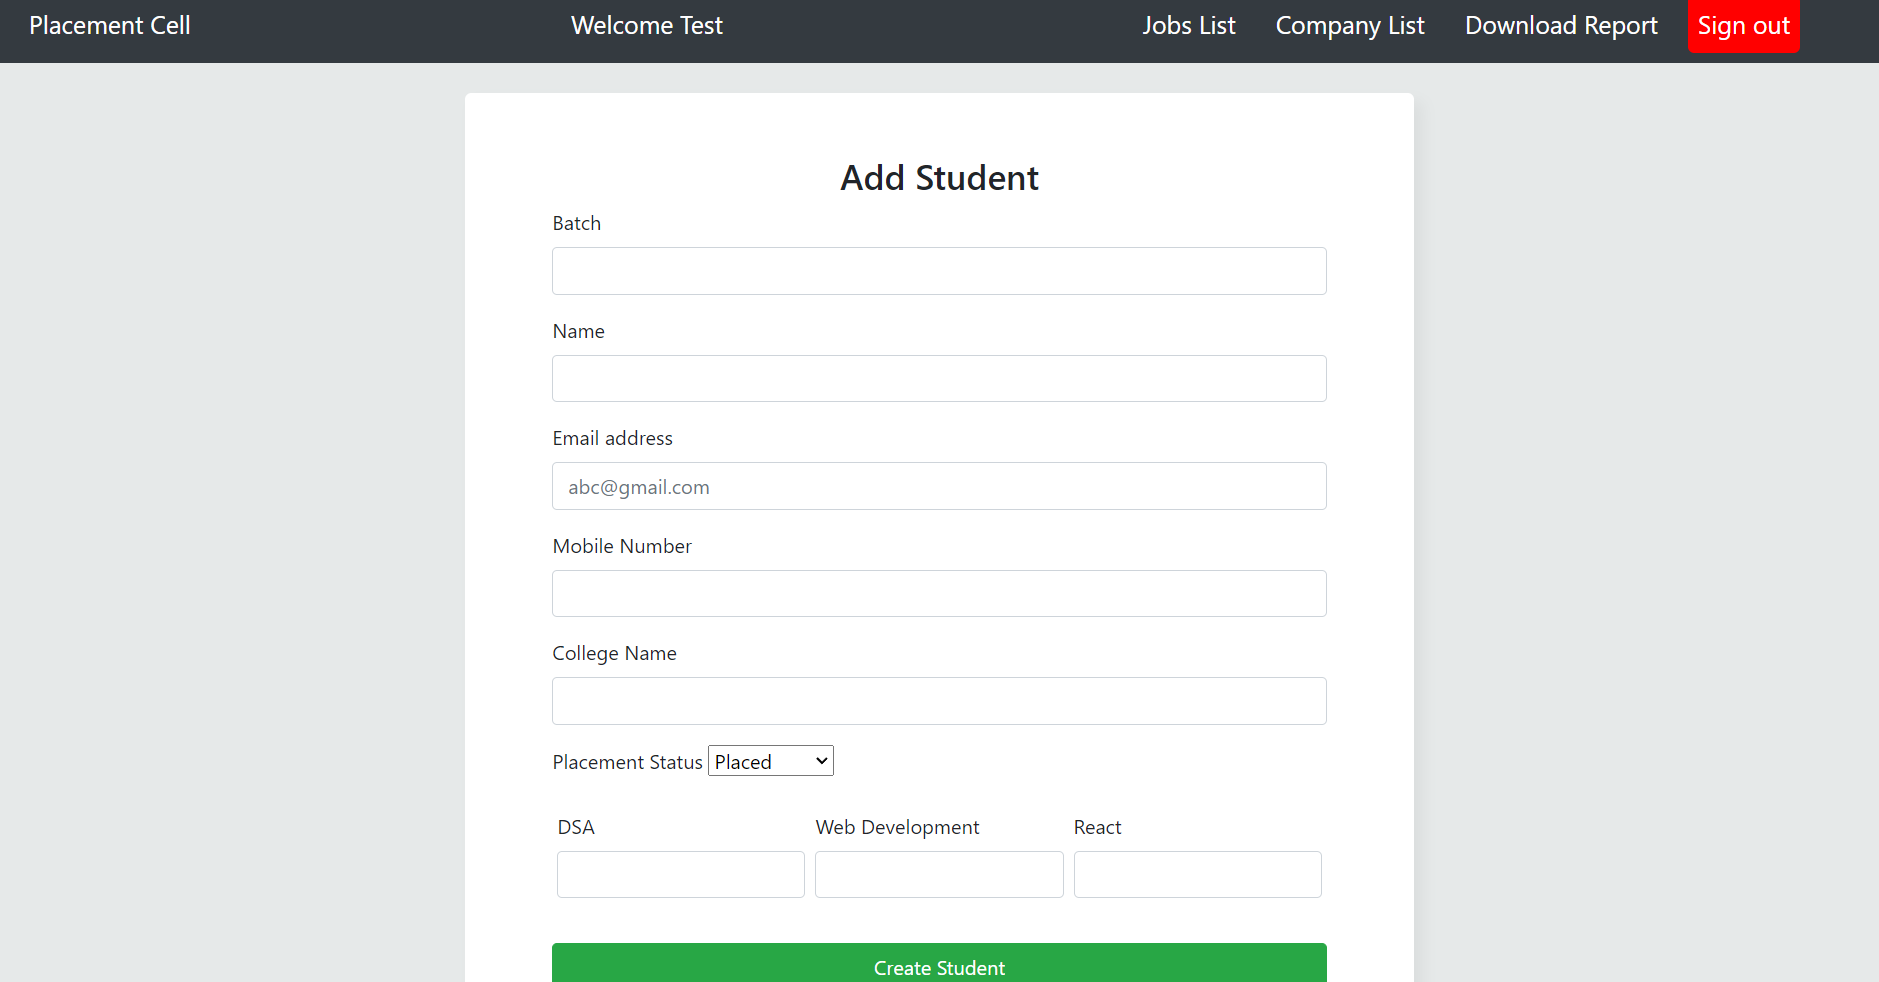 Placement Cell Welcome Test Jobs List Company List Download Report Sign out
Add Student
Batch
Name
Email address
abc@gmail.com
Mobile Number
College Name
Placement Status Placed
DSA Web Development React
Create Student